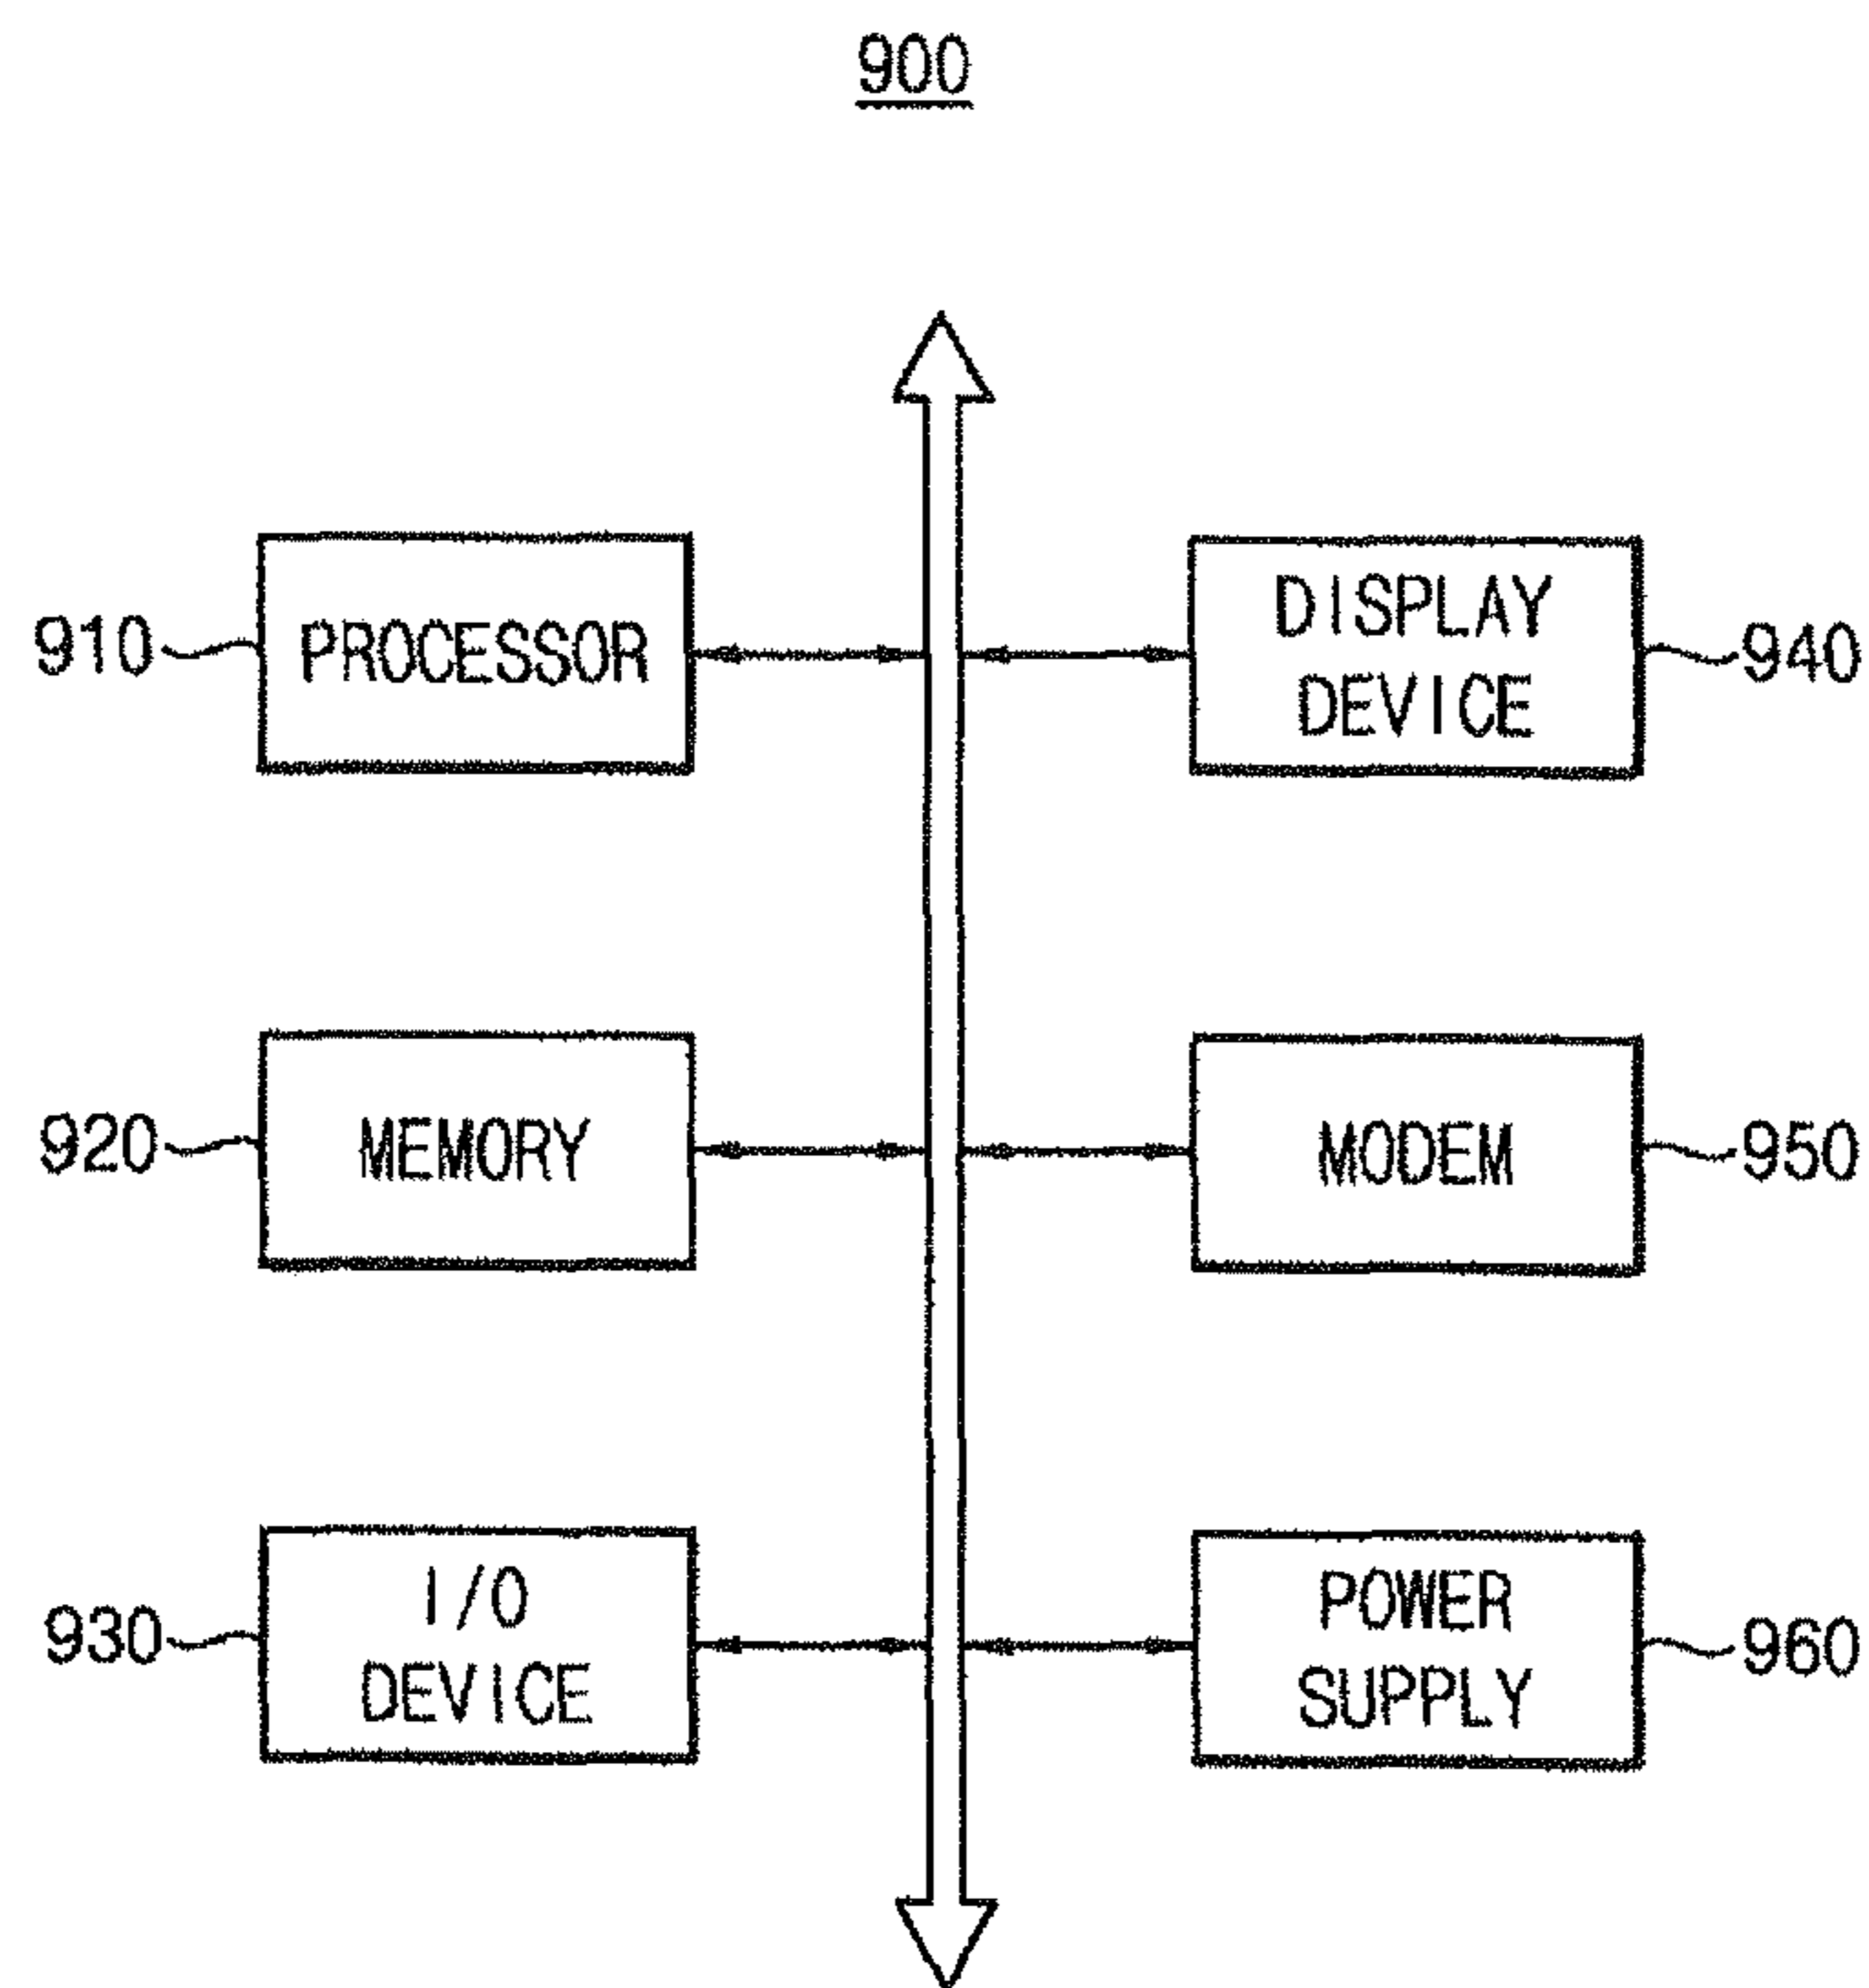 900
910
PROCESSOR
DISPLAY
DEVICE
940
920
MEMORY
MODEM
950
930
I/O
DEVICE
POWER
SUPPLY
960